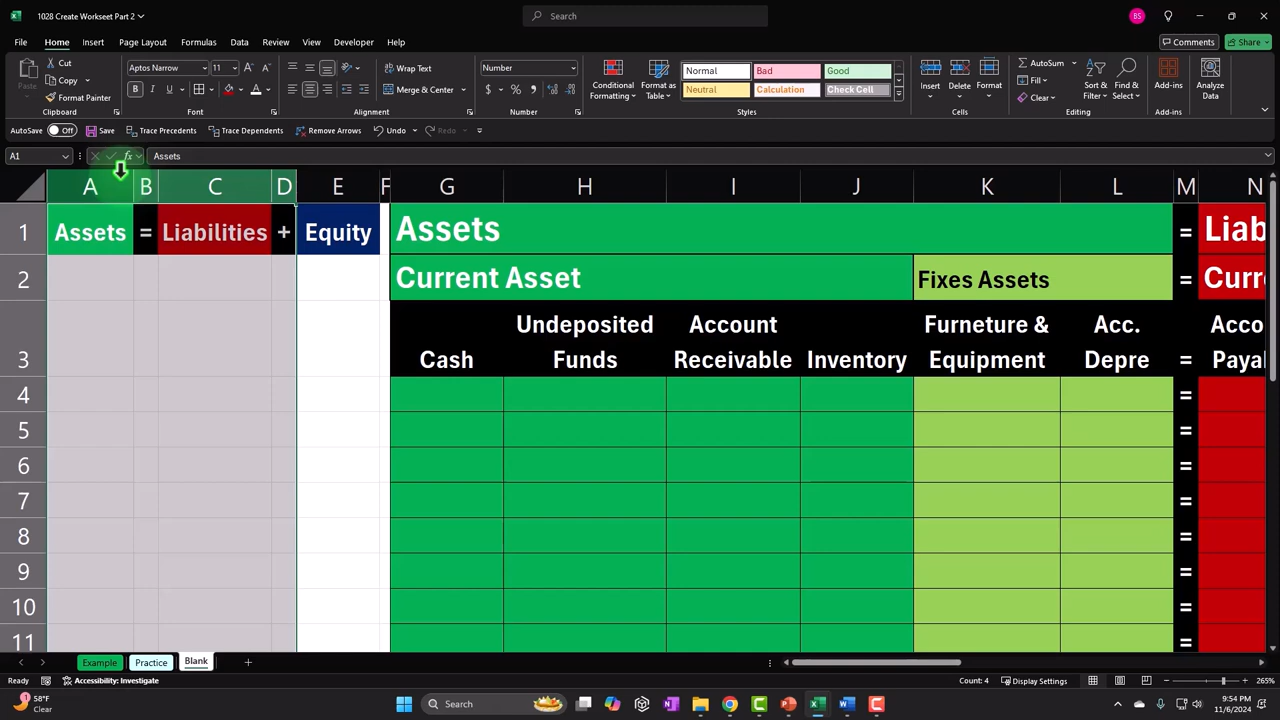 1028 Create Workseet Part 2
Search
BS
File Home Insert Page Layout Formulas Data Review View Developer Help
Comments Share
Cut
Copy
Format Painter
Clipboard
Aptos Narrow 11
B I U
Font
Wrap Text
Merge & Center
Alignment
Number
$ % ,
Number
Conditional Formatting
Format as Table
Normal Bad Good
Neutral Calculation Check Cell
Styles
Insert Delete Format
Cells
AutoSum
Fill
Clear
Sort & Filter
Find & Select
Editing
Add-ins
Add-ins
Analyze Data
AutoSave Off Save Trace Precedents Trace Dependents Remove Arrows Undo Redo
A1 fx Assets
A B C D E F G H I J K L M N
1 Assets = Liabilities + Equity Assets = Liab
2 Current Asset Fixes Assets = Curr
Undeposited Account Furneture & Acc. Acco
3 Cash Funds Receivable Inventory Equipment Depre = Paya
4 =
5 =
6 =
7 =
8 =
9 =
10 =
11 =
Example Practice Blank +
Ready Accessibility: Investigate Count: 4 Display Settings 265%
58°F
Clear
Search
9:54 PM
11/6/2024